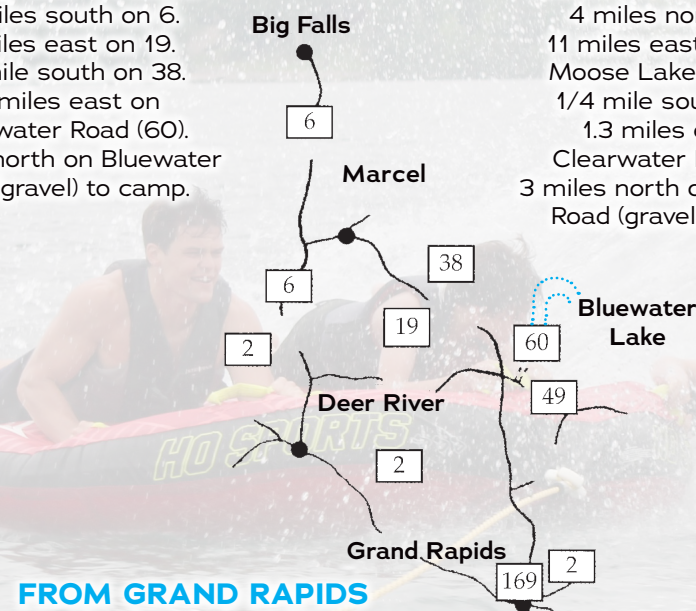 iles south on 6.
iles east on 19.
ile south on 38.
miles east on
water Road (60).
north on Bluewater
gravel) to camp.
Big Falls
6
Marcel
38
6
19
2
60
Bluewater
Lake
49
Deer River
HO SPORTS
2
Grand Rapids
169
2
4 miles no
11 miles east
Moose Lake
1/4 mile sou
1.3 miles
Clearwater
3 miles north o
Road (gravel
FROM GRAND RAPIDS